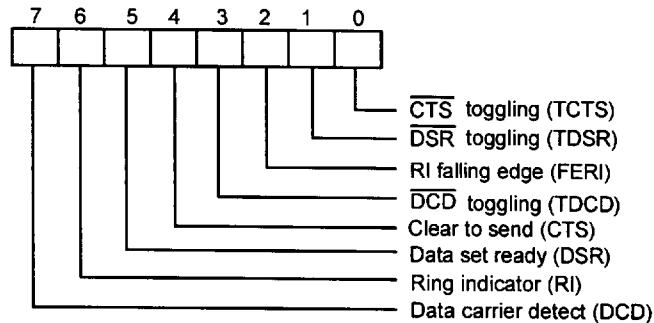 7 6 5 4 3 2 1 0
CTS toggling (TCTS)
DSR toggling (TDSR)
RI falling edge (FERI)
DCD toggling (TDCD)
Clear to send (CTS)
Data set ready (DSR)
Ring indicator (RI)
Data carrier detect (DCD)